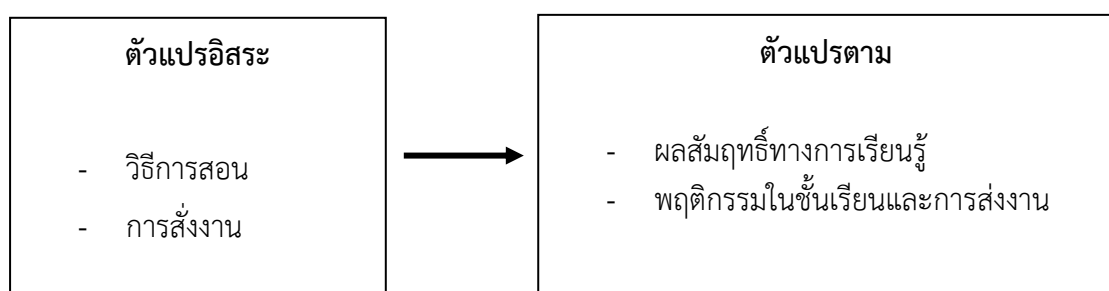 ตัวแปรอิสระ
- วิธีการสอน
- การสั่งงาน
ตัวแปรตาม
- ผลสัมฤทธิ์ทางการเรียนรู้
- พฤติกรรมในชั้นเรียนและการส่งงาน